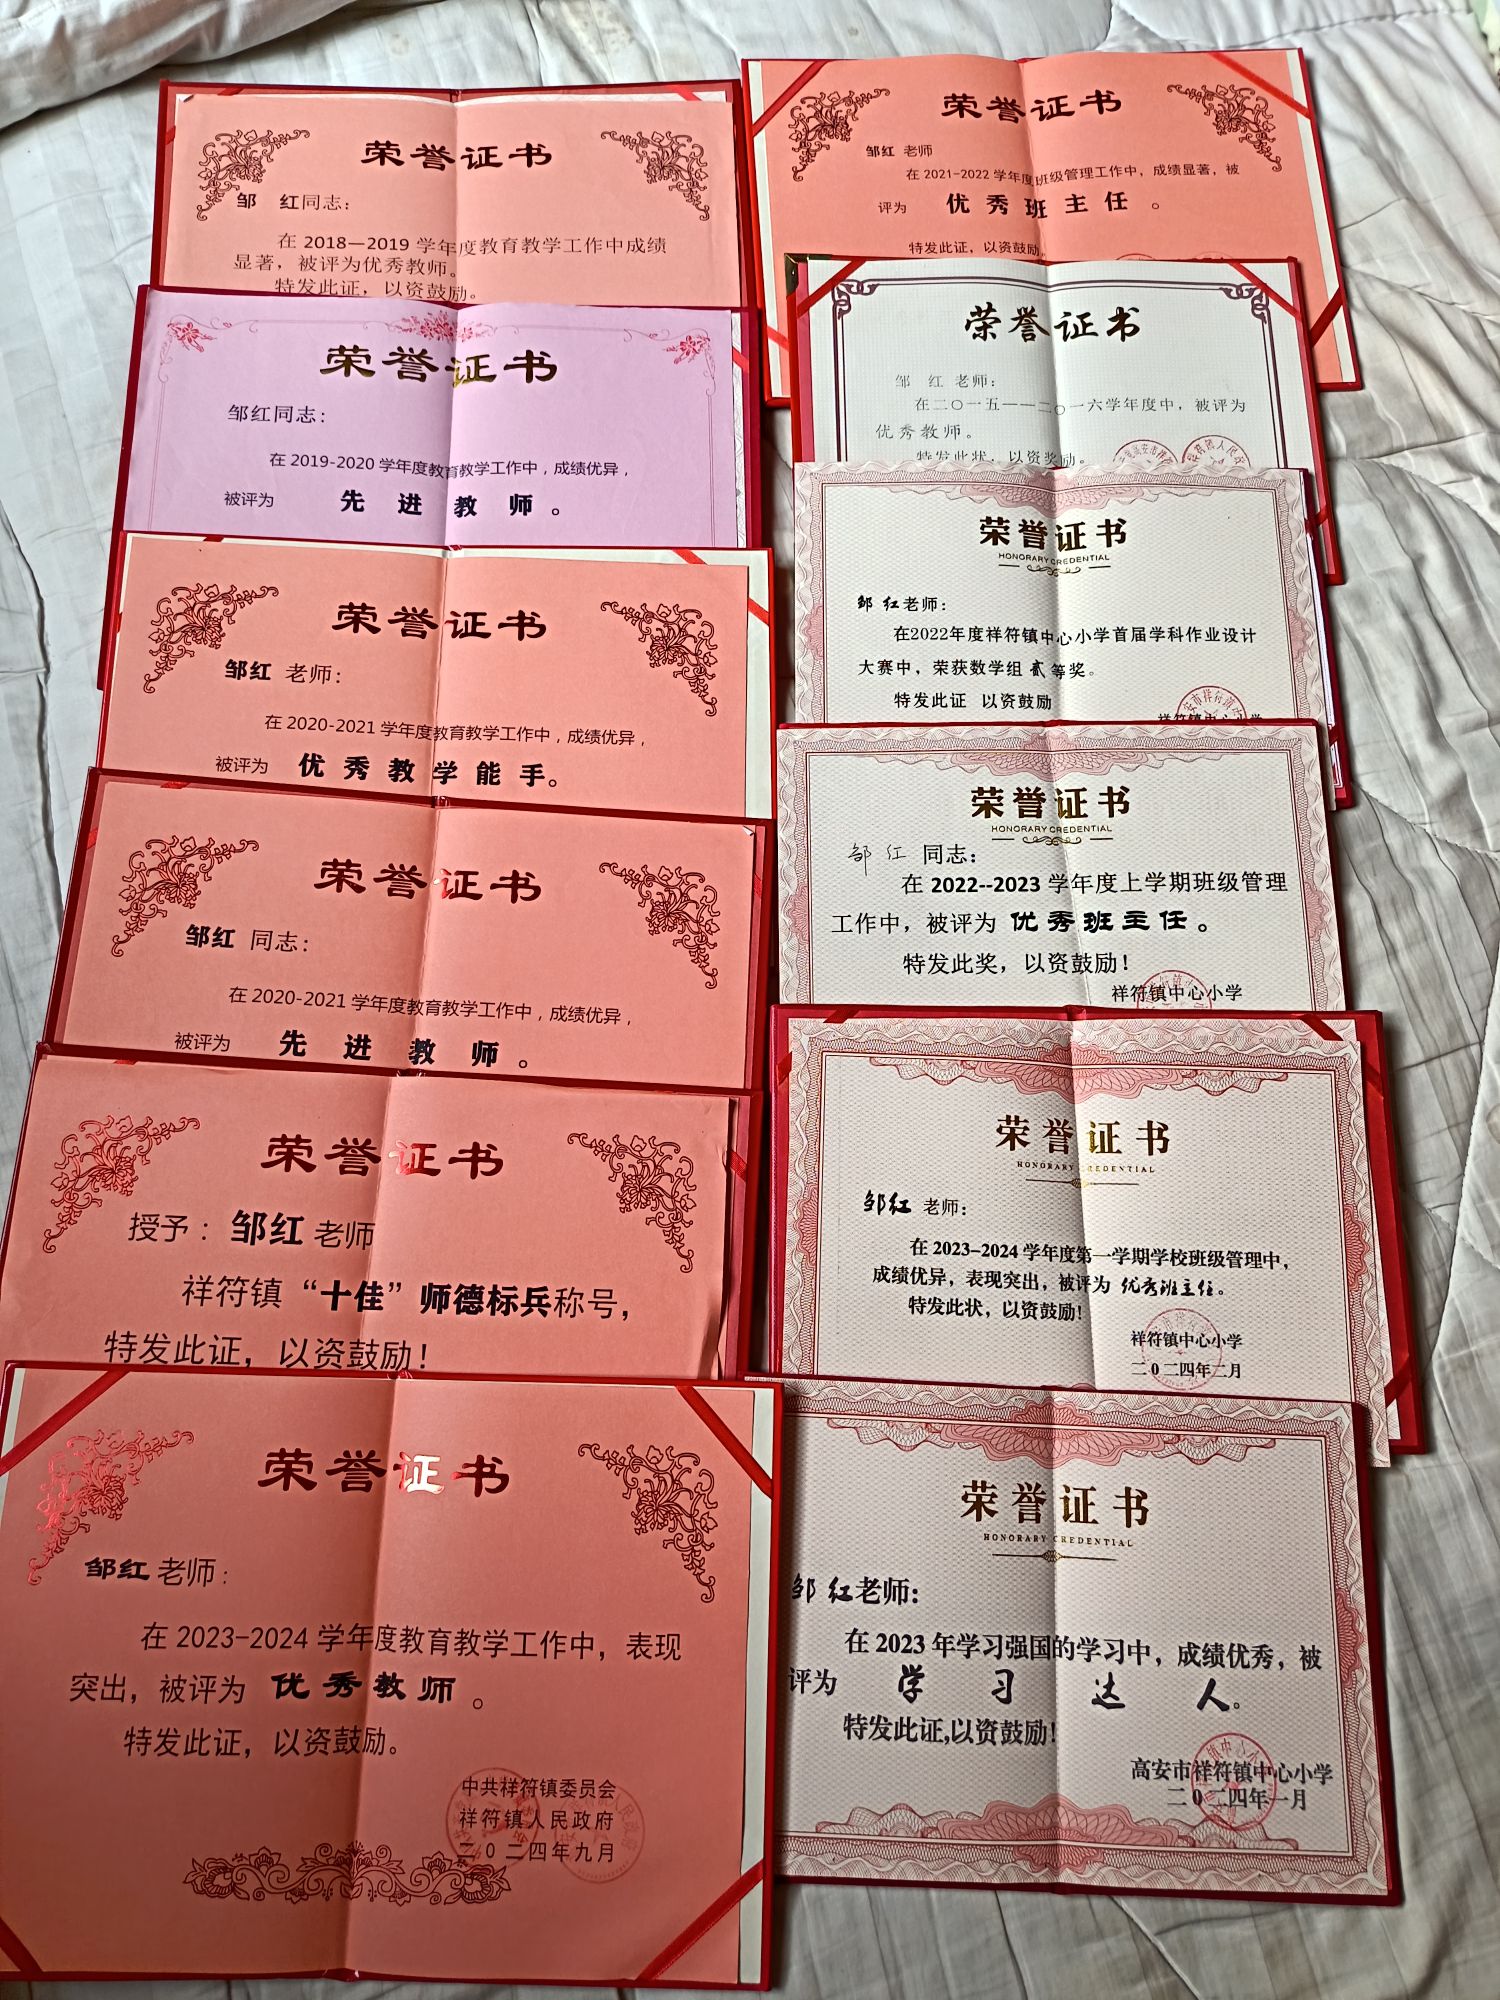 荣誉证书
邹 红同志：
在 2018—2019 学年度教育教学工作中成绩
显著，被评为优秀教师。
特发此证，以资鼓励。
荣誉证书
邹红同志：
在 2019-2020 学年度教育教学工作中，成绩优异，
被评为 先进教师。
荣誉证书
邹红 老师：
在 2020-2021 学年度教育教学工作中，成绩优异，
被评为 优秀教学能手。
荣誉证书
邹红 同志：
在 2020-2021 学年度教育教学工作中，成绩优异，
被评为 先进教师。
荣誉证书
授予：邹红 老师
祥符镇“十佳”师德标兵称号，
特发此证，以资鼓励！
荣誉证书
邹红 老师：
在 2023-2024 学年度教育教学工作中，表现
突出，被评为 优秀教师。
特发此证，以资鼓励。
中共祥符镇委员会
祥符镇人民政府
二0二四年九月
荣誉证书
邹红 老师
在 2021-2022 学年度班级管理工作中，成绩显著，被
评为 优秀班主任。
特发此证，以资鼓励。
荣誉证书
邹 红 老师：
在二〇一五——二〇一六学年度中，被评为
优秀教师。
特发此状，以资奖励。
荣誉证书
HONORARY CREDENTIAL
邹 红老师：
在2022年度祥符镇中心小学首届学科作业设计
大赛中，荣获数学组 贰等奖。
特发此证 以资鼓励
祥符镇中心小学
荣誉证书
HONORARY CREDENTIAL
邹 红 同志：
在 2022--2023 学年度上学期班级管理
工作中，被评为 优秀班主任。
特发此奖，以资鼓励！
祥符镇中心小学
荣誉证书
HONORARY CREDENTIAL
邹红 老师：
在 2023-2024 学年度第一学期学校班级管理中，
成绩优异，表现突出，被评为 优秀班主任。
特发此状，以资鼓励！
祥符镇中心小学
二0二四年二月
荣誉证书
HONORARY CREDENTIAL
邹 红老师：
在 2023 年学习强国的学习中，成绩优秀，被
评为 学习达人。
特发此证,以资鼓励！
高安市祥符镇中心小学
二0二四年一月